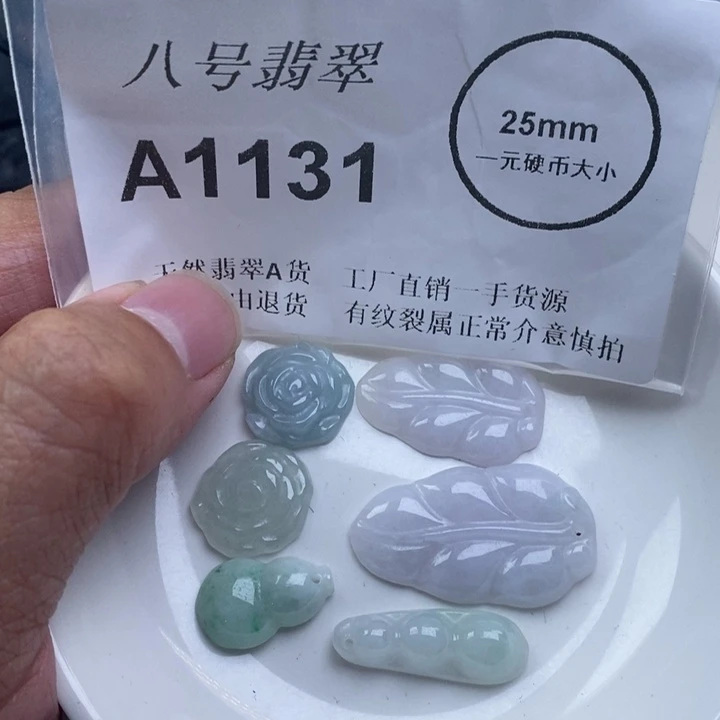 八号翡翠
A1131
25mm
一元硬币大小
天然翡翠A货 工厂直销一手货源
由退货 有纹裂属正常介意慎拍